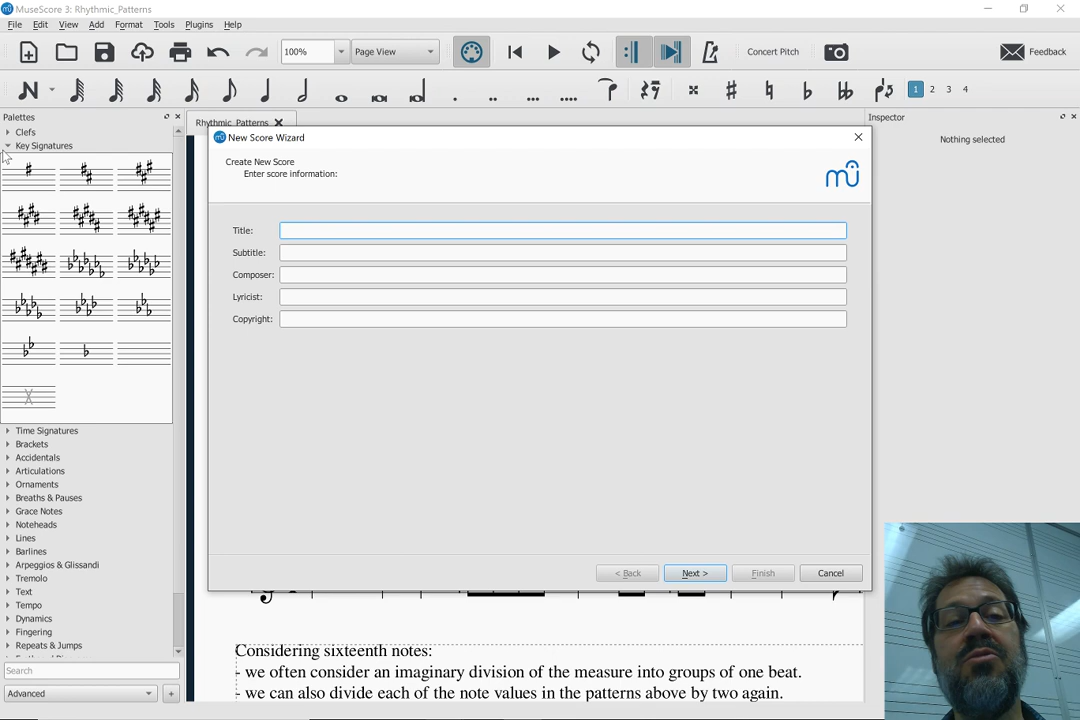 MuseScore 3: Rhythmic_Patterns
File Edit View Add Format Tools Plugins Help
100% Page View Concert Pitch Feedback
1 2 3 4
Palettes
Clefs
Key Signatures
Time Signatures
Brackets
Accidentals
Articulations
Ornaments
Breaths & Pauses
Grace Notes
Noteheads
Lines
Barlines
Arpeggios & Glissandi
Tremolo
Text
Tempo
Dynamics
Fingering
Repeats & Jumps
Search
Advanced
Rhythmic_Patterns
New Score Wizard
Create New Score
Enter score information:
Title:
Subtitle:
Composer:
Lyricist:
Copyright:
< Back Next > Finish Cancel
Considering sixteenth notes:
- we often consider an imaginary division of the measure into groups of one beat.
- we can also divide each of the note values in the patterns above by two again.
Inspector
Nothing selected